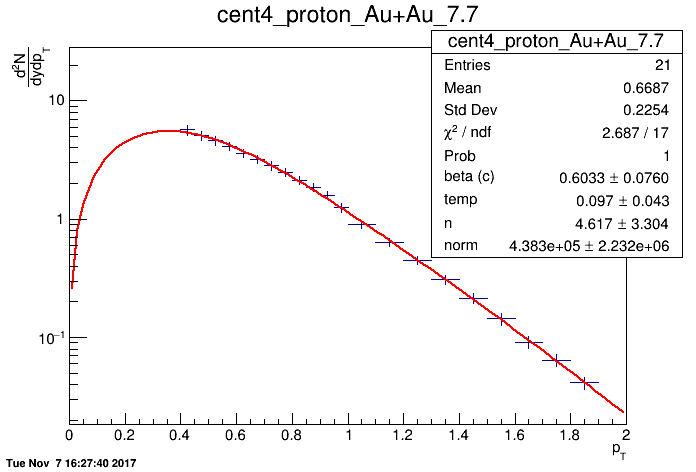 cent4_proton_Au+Au_7.7
d²N
dydp_T
cent4_proton_Au+Au_7.7
Entries 21
Mean 0.6687
Std Dev 0.2254
χ² / ndf 2.687 / 17
Prob 1
beta (c) 0.6033 ± 0.0760
temp 0.097 ± 0.043
n 4.617 ± 3.304
norm 4.383e+05 ± 2.232e+06
10
1
10⁻¹
0 0.2 0.4 0.6 0.8 1 1.2 1.4 1.6 1.8 2
p_T
Tue Nov 7 16:27:40 2017